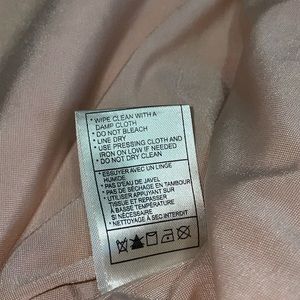 * WIPE CLEAN WITH A
DAMP CLOTH
* DO NOT BLEACH
* LINE DRY
* USE PRESSING CLOTH AND
IRON ON LOW IF NEEDED
* DO NOT DRY CLEAN
* ESSUYER AVEC UN LINGE
HUMIDE
* PAS D'EAU DE JAVEL
* PAS DE SÉCHAGE EN TAMBOUR
* UTILISER APPUYANT SUR
TISSU ET REPASSER
À BASSE TEMPÉRATURE
SI NÉCESSAIRE
* NETTOYAGE À SEC INTERDIT